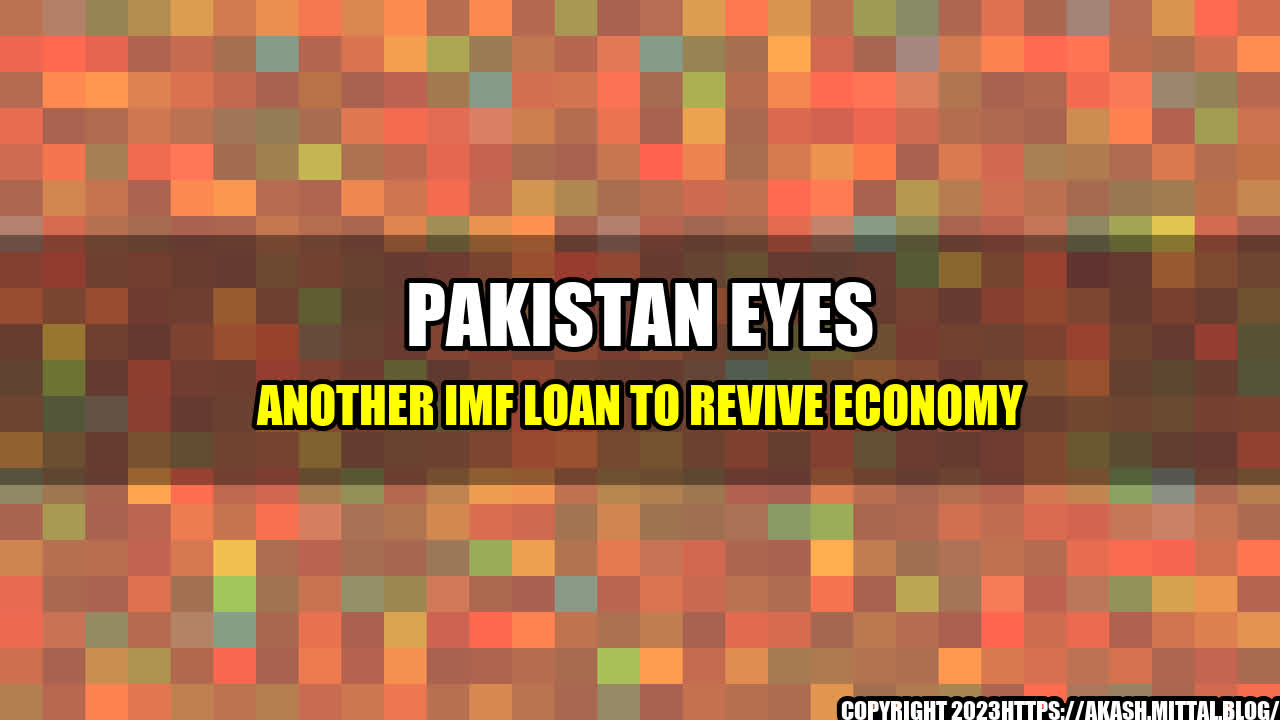 PAKISTAN EYES
ANOTHER IMF LOAN TO REVIVE ECONOMY
COPYRIGHT 2023HTTPS://AKASH.MITTAL.BLOG/